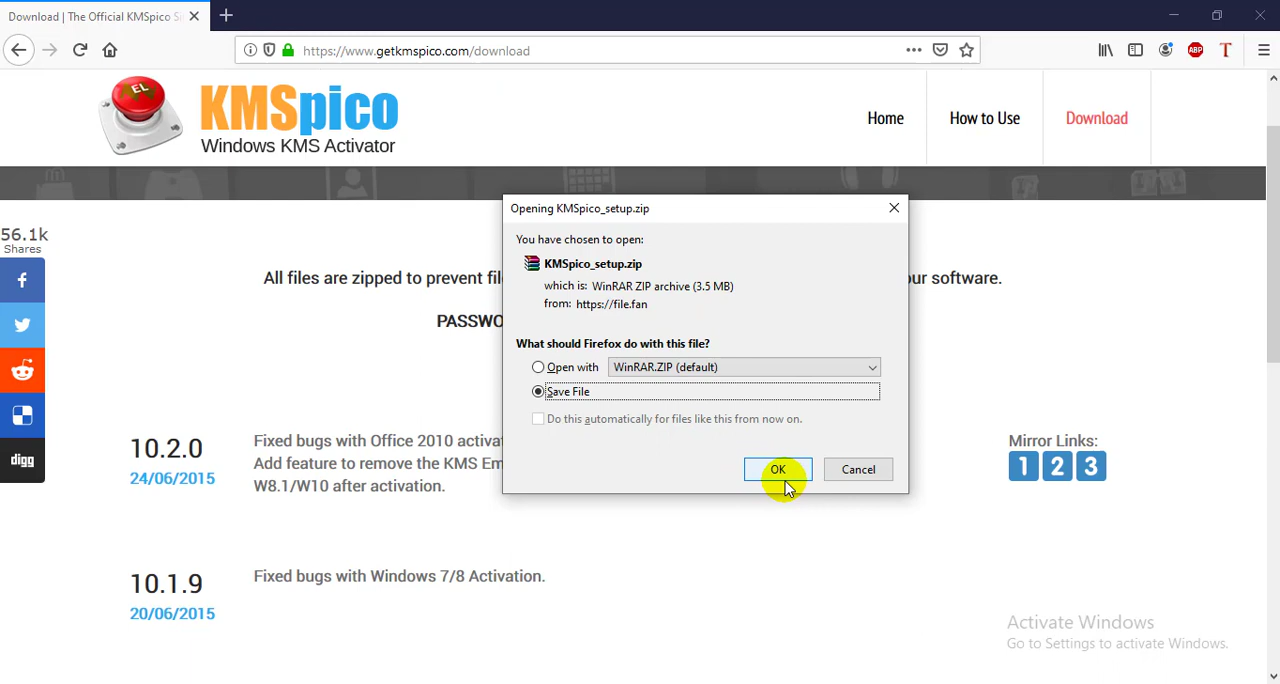 Download | The Official KMSpico Si
https://www.getkmspico.com/download
ABP
T
EL
KMSpico
Windows KMS Activator
Home
How to Use
Download
56.1k
Shares
All files are zipped to prevent
our software.
PASSWO
Opening KMSpico_setup.zip
You have chosen to open:
KMSpico_setup.zip
which is: WinRAR ZIP archive (3.5 MB)
from: https://file.fan
What should Firefox do with this file?
Open with
WinRAR.ZIP (default)
Save File
Do this automatically for files like this from now on.
OK
Cancel
digg
10.2.0
24/06/2015
Fixed bugs with Office 2010 activa
Add feature to remove the KMS Em
W8.1/W10 after activation.
Mirror Links:
1 2 3
10.1.9
20/06/2015
Fixed bugs with Windows 7/8 Activation.
Activate Windows
Go to Settings to activate Windows.